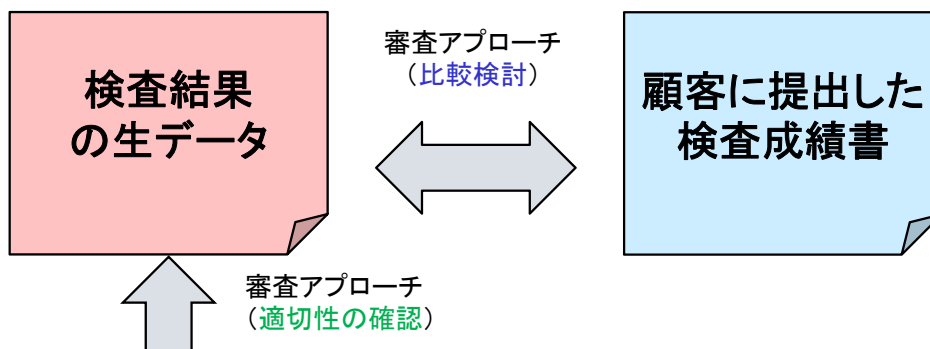 検査結果
の生データ
審査アプローチ
（比較検討）
顧客に提出した
検査成績書
審査アプローチ
（適切性の確認）